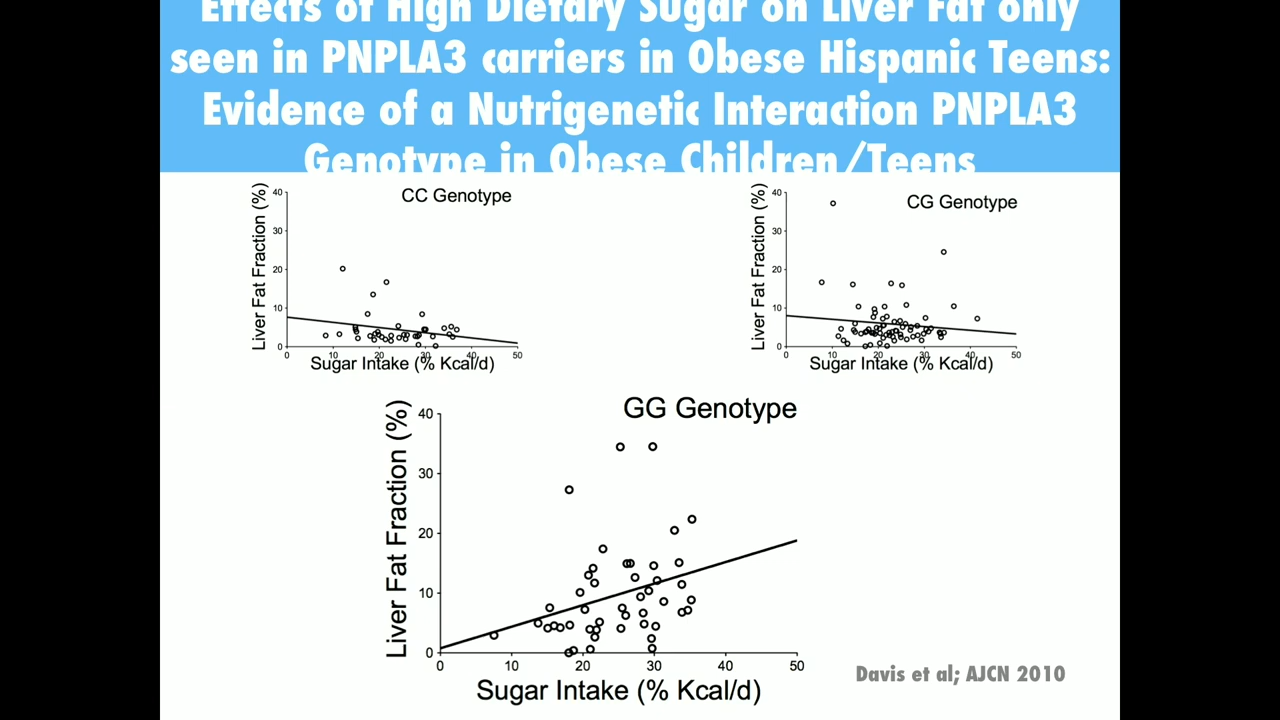 Effects of High Dietary Sugar on Liver Fat only
seen in PNPLA3 carriers in Obese Hispanic Teens:
Evidence of a Nutrigenetic Interaction PNPLA3
Genotype in Obese Children/Teens
CC Genotype
Liver Fat Fraction (%)
40
30
20
10
0
0 10 20 30 40 50
Sugar Intake (% Kcal/d)
CG Genotype
Liver Fat Fraction (%)
40
30
20
10
0
0 10 20 30 40 50
Sugar Intake (% Kcal/d)
GG Genotype
Liver Fat Fraction (%)
40
30
20
10
0
0 10 20 30 40 50
Sugar Intake (% Kcal/d)
Davis et al; AJCN 2010